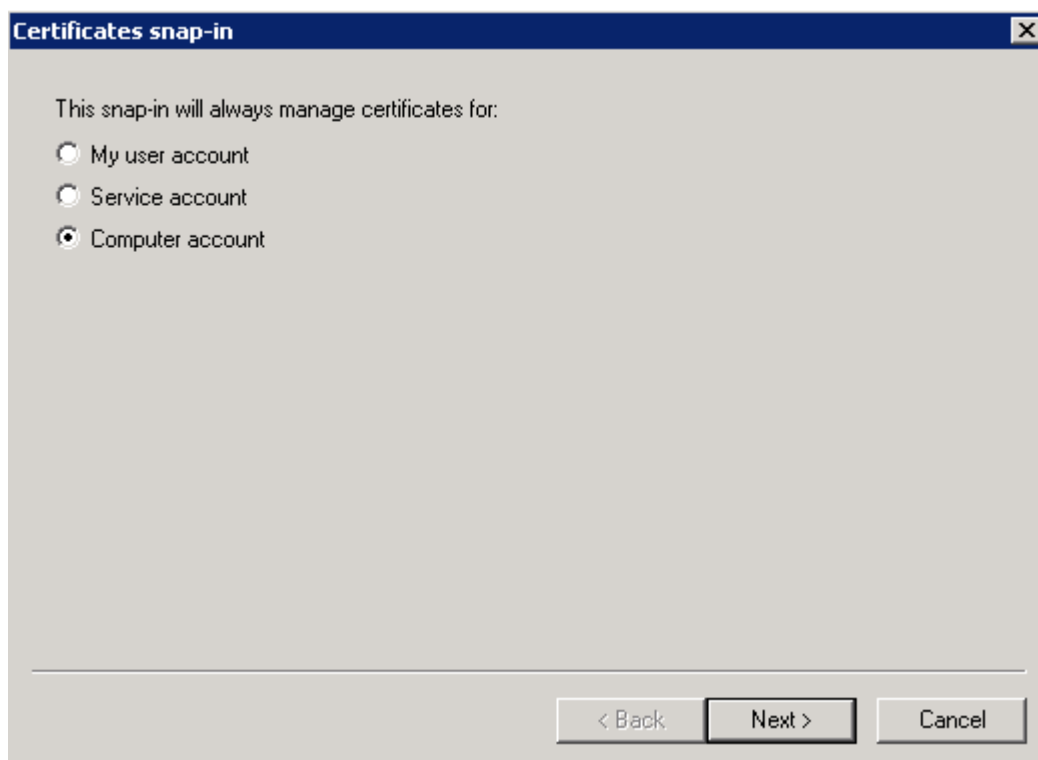 Certificates snap-in
This snap-in will always manage certificates for:
My user account
Service account
Computer account
< Back
Next >
Cancel